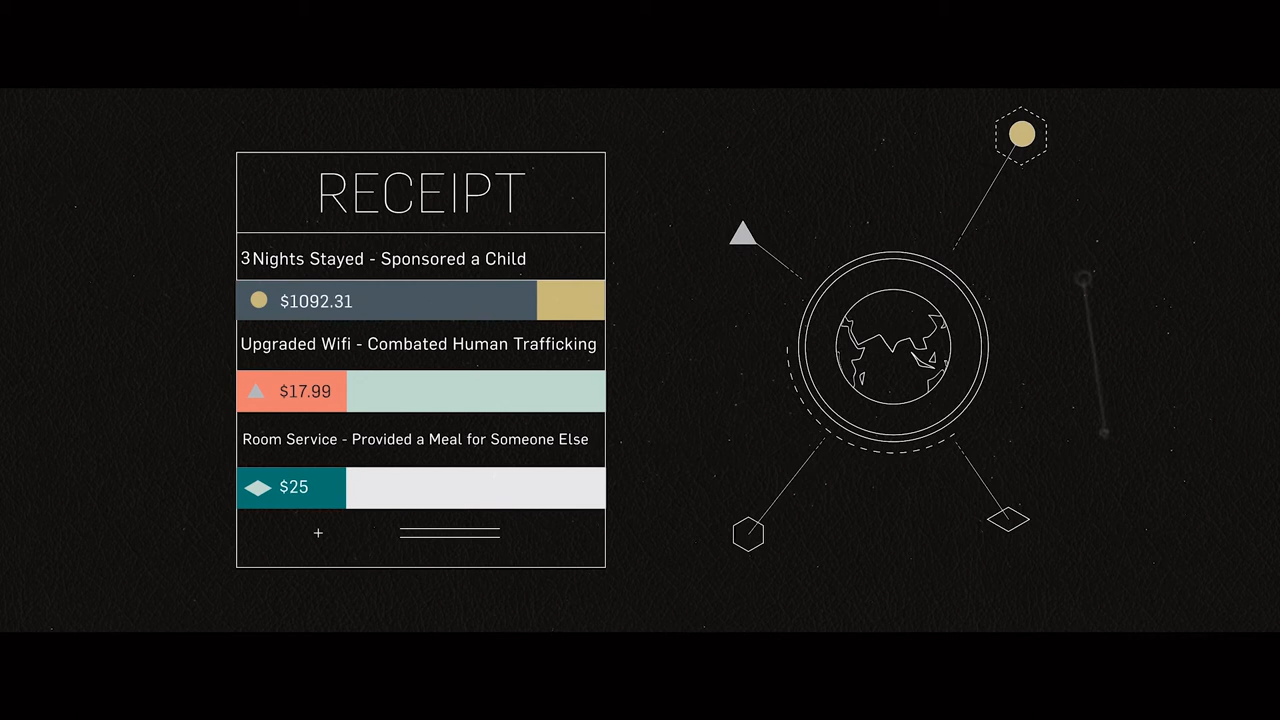 RECEIPT
3 Nights Stayed - Sponsored a Child
$1092.31
Upgraded Wifi - Combated Human Trafficking
$17.99
Room Service - Provided a Meal for Someone Else
$25
+